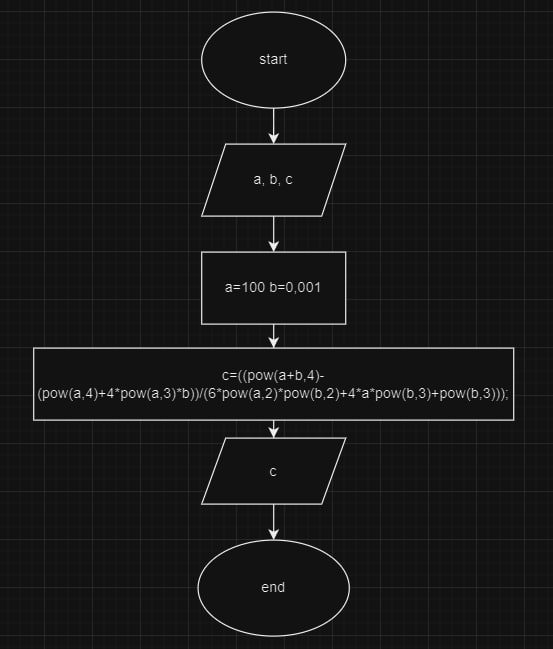 start
a, b, c
a=100 b=0,001
c=((pow(a+b,4)-
(pow(a,4)+4*pow(a,3)*b))/(6*pow(a,2)*pow(b,2)+4*a*pow(b,3)+pow(b,3)));
c
end